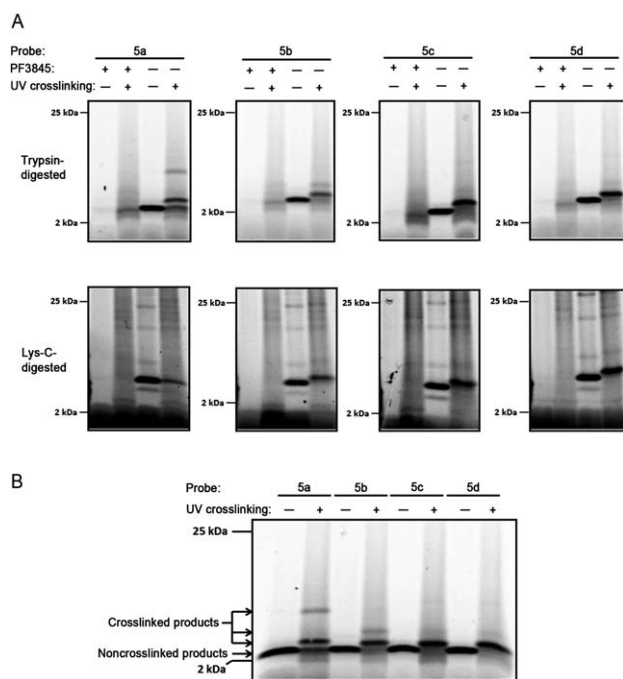 A
Probe: 5a 5b 5c 5d
PF3845: + + — — + + — — + + — — + + — —
UV crosslinking: — + — + — + — + — + — + — + — +
25 kDa 25 kDa 25 kDa 25 kDa
Trypsin-
digested
2 kDa 2 kDa 2 kDa 2 kDa
25 kDa 25 kDa 25 kDa 25 kDa
Lys-C-
digested
2 kDa 2 kDa 2 kDa 2 kDa
B
Probe: 5a 5b 5c 5d
UV crosslinking: — + — + — + — +
25 kDa
Crosslinked products
Noncrosslinked products
2 kDa